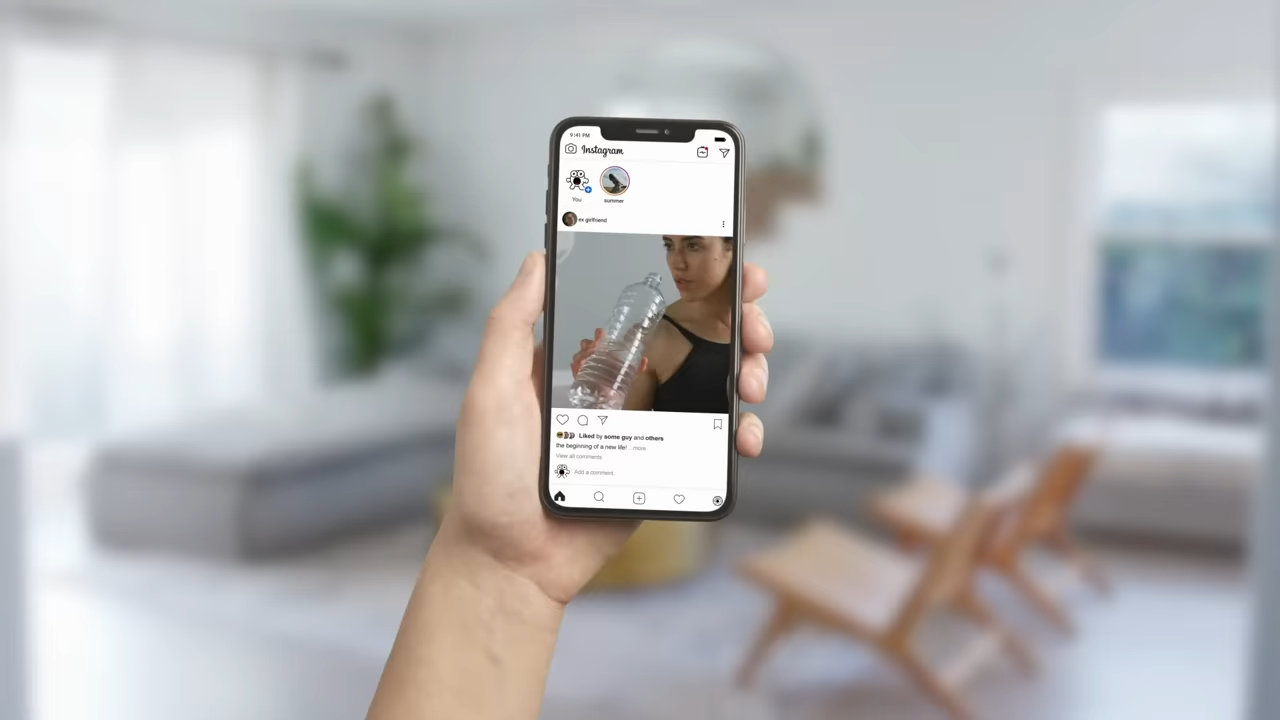 9:41 PM
Instagram
You
summer
ex girlfriend
Liked by some guy and others
the beginning of a new life! ...more
View all comments
Add a comment